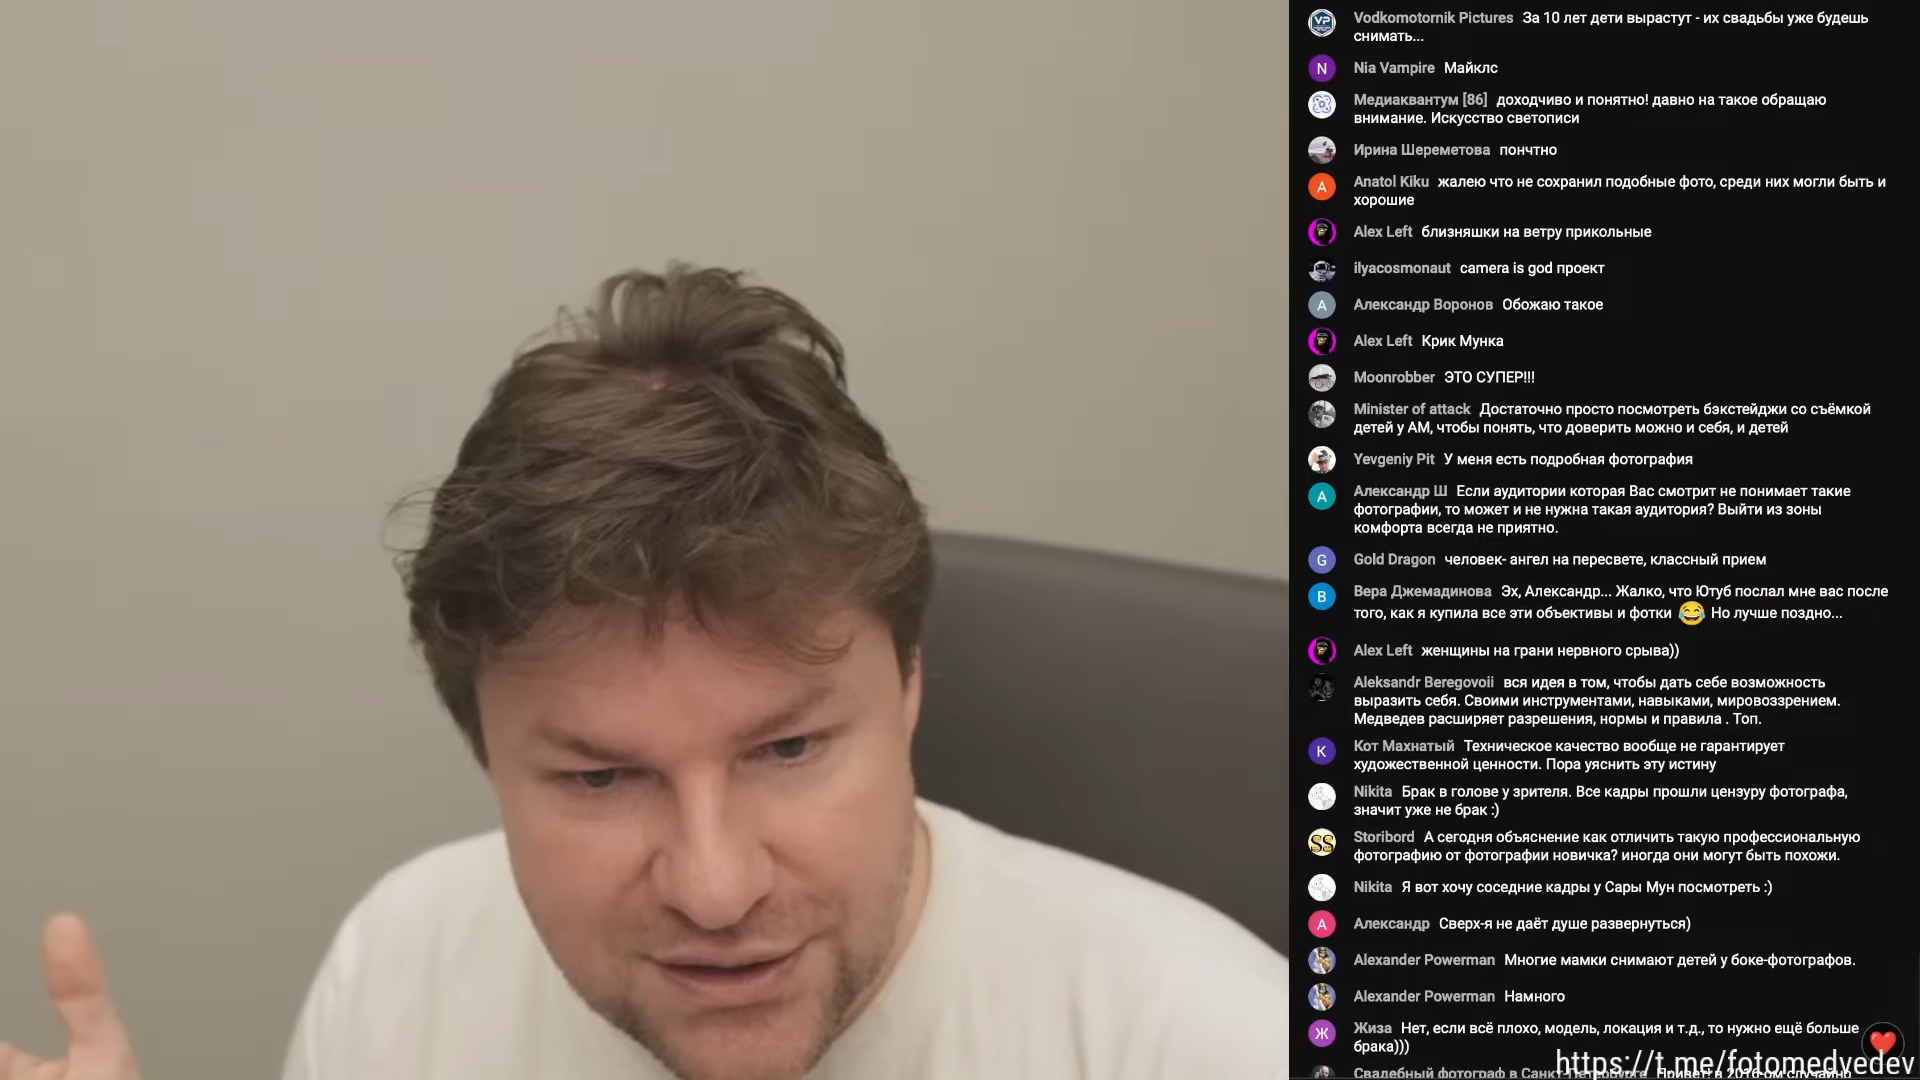 Vodkomotornik Pictures За 10 лет дети вырастут - их свадьбы уже будешь
снимать...
N Nia Vampire Майклс
Медиаквантум [86] доходчиво и понятно! давно на такое обращаю
внимание. Искусство светописи
Ирина Шереметова пончтно
A Anatol Kiku жалею что не сохранил подобные фото, среди них могли быть и
хорошие
Alex Left близняшки на ветру прикольные
ilyacosmonaut camera is god проект
А Александр Воронов Обожаю такое
Alex Left Крик Мунка
Moonrobber ЭТО СУПЕР!!!
Minister of attack Достаточно просто посмотреть бэкстейджи со съёмкой
детей у АМ, чтобы понять, что доверить можно и себя, и детей
Yevgeniy Pit У меня есть подробная фотография
А Александр Ш Если аудитории которая Вас смотрит не понимает такие
фотографии, то может и не нужна такая аудитория? Выйти из зоны
комфорта всегда не приятно.
G Gold Dragon человек- ангел на пересвете, классный прием
В Вера Джемадинова Эх, Александр... Жалко, что Ютуб послал мне вас после
того, как я купила все эти объективы и фотки 😂 Но лучше поздно...
Alex Left женщины на грани нервного срыва))
Aleksandr Beregovoii вся идея в том, чтобы дать себе возможность
выразить себя. Своими инструментами, навыками, мировоззрением.
Медведев расширяет разрешения, нормы и правила . Топ.
К Кот Махнатый Техническое качество вообще не гарантирует
художественной ценности. Пора уяснить эту истину
Nikita Брак в голове у зрителя. Все кадры прошли цензуру фотографа,
значит уже не брак :)
SS Storibord А сегодня объяснение как отличить такую профессиональную
фотографию от фотографии новичка? иногда они могут быть похожи.
Nikita Я вот хочу соседние кадры у Сары Мун посмотреть :)
А Александр Сверх-я не даёт душе развернуться)
Alexander Powerman Многие мамки снимают детей у боке-фотографов.
Alexander Powerman Намного
Ж Жиза Нет, если всё плохо, модель, локация и т.д., то нужно ещё больше
брака)))
https://t.me/fotomedvedev
Свадебный фотограф в Санкт-Петербурге Привет! в 2016-ом случайно